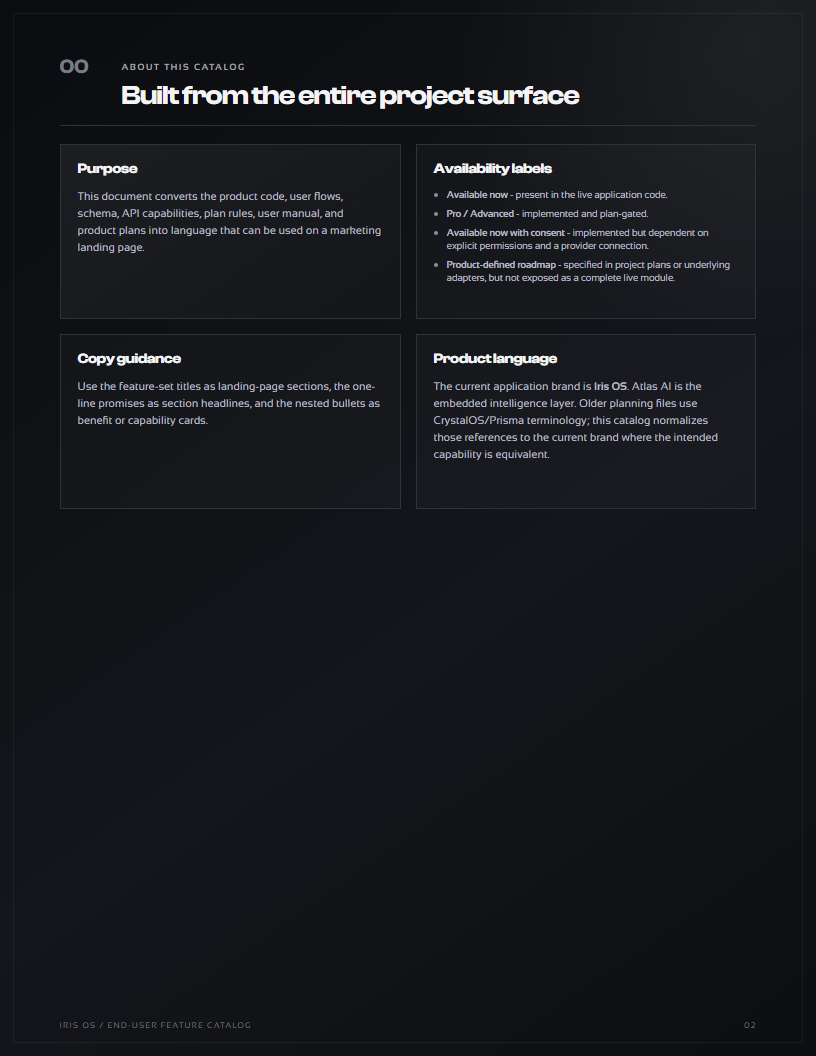 00
ABOUT THIS CATALOG
Built from the entire project surface
Purpose
This document converts the product code, user flows,
schema, API capabilities, plan rules, user manual, and
product plans into language that can be used on a marketing
landing page.
Availability labels
Available now - present in the live application code.
Pro / Advanced - implemented and plan-gated.
Available now with consent - implemented but dependent on
explicit permissions and a provider connection.
Product-defined roadmap - specified in project plans or underlying
adapters, but not exposed as a complete live module.
Copy guidance
Use the feature-set titles as landing-page sections, the one-
line promises as section headlines, and the nested bullets as
benefit or capability cards.
Product language
The current application brand is Iris OS. Atlas AI is the
embedded intelligence layer. Older planning files use
CrystalOS/Prisma terminology; this catalog normalizes
those references to the current brand where the intended
capability is equivalent.
IRIS OS / END-USER FEATURE CATALOG
02